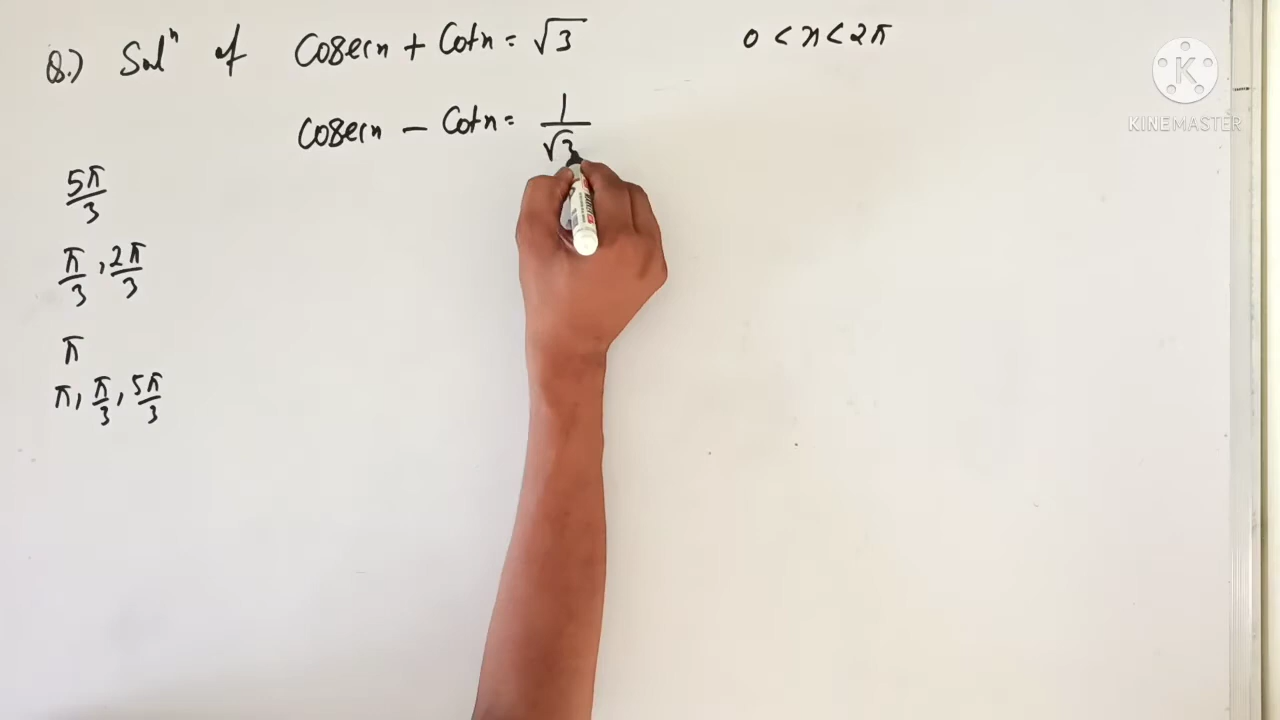 Q.) Solⁿ of Cosecx + Cotx = √3 0 < x < 2π
Cosecx − Cotx = 1/√3
5π/3
π/3, 2π/3
π
π, π/3, 5π/3
KINEMASTER